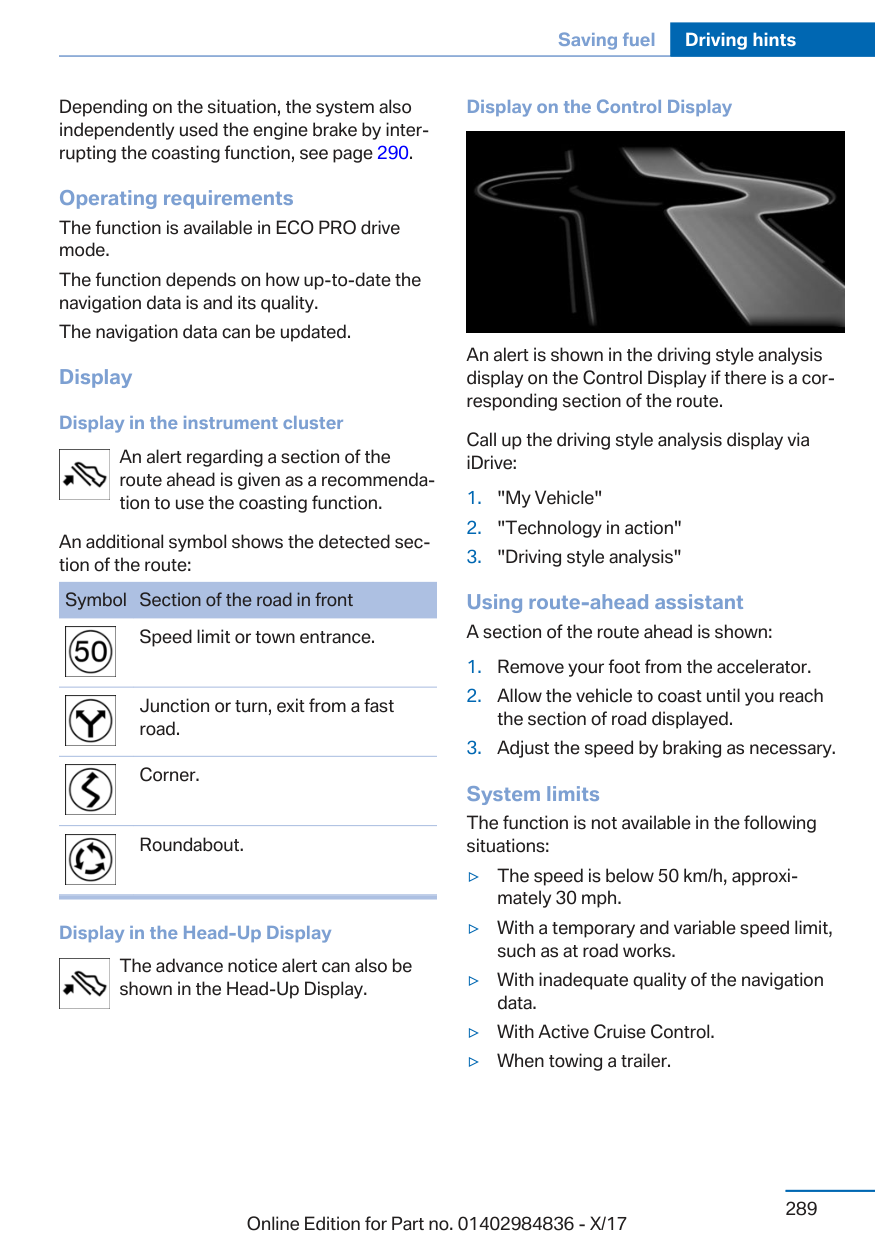 Saving fuel Driving hints
Depending on the situation, the system also
independently used the engine brake by inter-
rupting the coasting function, see page 290.
Operating requirements
The function is available in ECO PRO drive
mode.
The function depends on how up-to-date the
navigation data is and its quality.
The navigation data can be updated.
Display
Display in the instrument cluster
An alert regarding a section of the
route ahead is given as a recommenda-
tion to use the coasting function.
An additional symbol shows the detected sec-
tion of the route:
Symbol Section of the road in front
50 Speed limit or town entrance.
Junction or turn, exit from a fast
road.
Corner.
Roundabout.
Display in the Head-Up Display
The advance notice alert can also be
shown in the Head-Up Display.
Display on the Control Display
An alert is shown in the driving style analysis
display on the Control Display if there is a cor-
responding section of the route.
Call up the driving style analysis display via
iDrive:
1. "My Vehicle"
2. "Technology in action"
3. "Driving style analysis"
Using route-ahead assistant
A section of the route ahead is shown:
1. Remove your foot from the accelerator.
2. Allow the vehicle to coast until you reach
the section of road displayed.
3. Adjust the speed by braking as necessary.
System limits
The function is not available in the following
situations:
▷ The speed is below 50 km/h, approxi-
mately 30 mph.
▷ With a temporary and variable speed limit,
such as at road works.
▷ With inadequate quality of the navigation
data.
▷ With Active Cruise Control.
▷ When towing a trailer.
289
Online Edition for Part no. 01402984836 - X/17